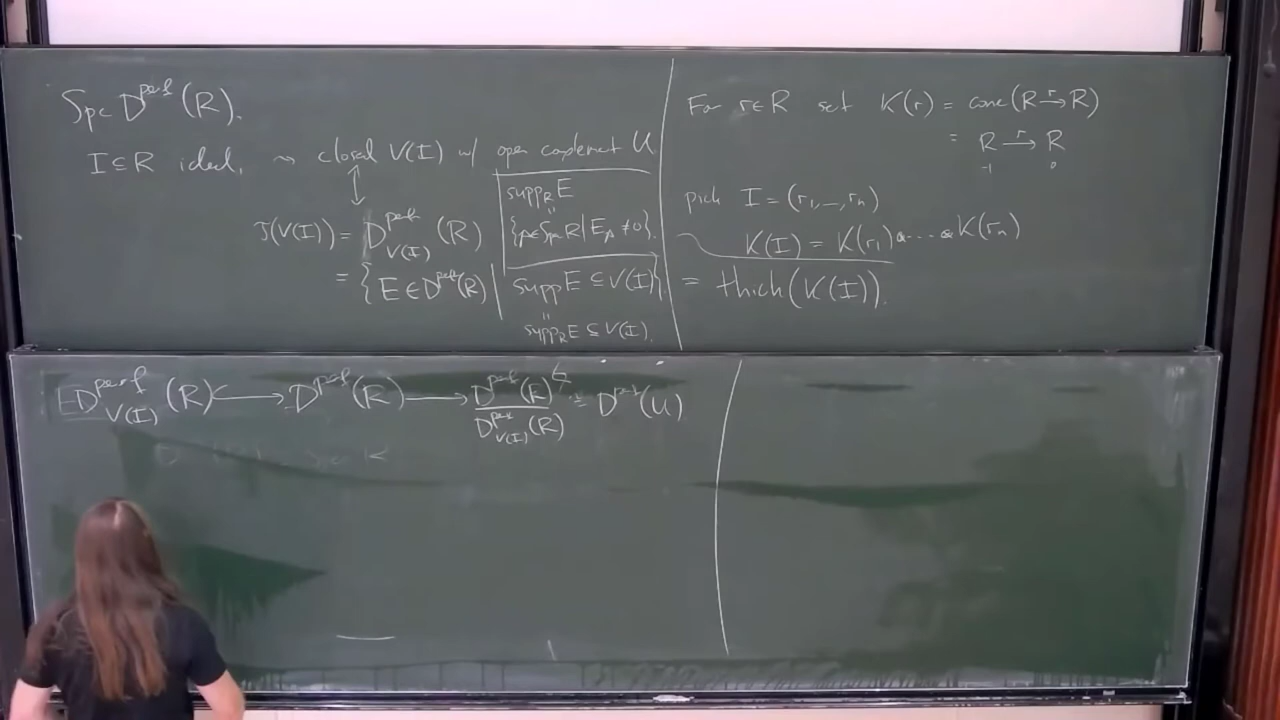 Spc D^perf(R).
I ⊆ R ideal, ⇝ closed V(I) w/ open complement U
↕
supp_R E
"
{p ∈ Spc R | E_p ≠ 0}.
J(V(I)) = D^perf_V(I)(R)
= {E ∈ D^perf(R) | supp E ⊆ V(I)}
"
supp_R E ⊆ V(I).
For r ∈ R set K(r) = cone(R →^r R)
= R →^r R
-1 0
pick I = (r_1, ..., r_n)
K(I) = K(r_1) ⊗ ... ⊗ K(r_n)
= thick(K(I)).
D^perf_V(I)(R) ↪ D^perf(R) → D^perf(R) / D^perf_V(I)(R) ^♮ = D^perf(U)